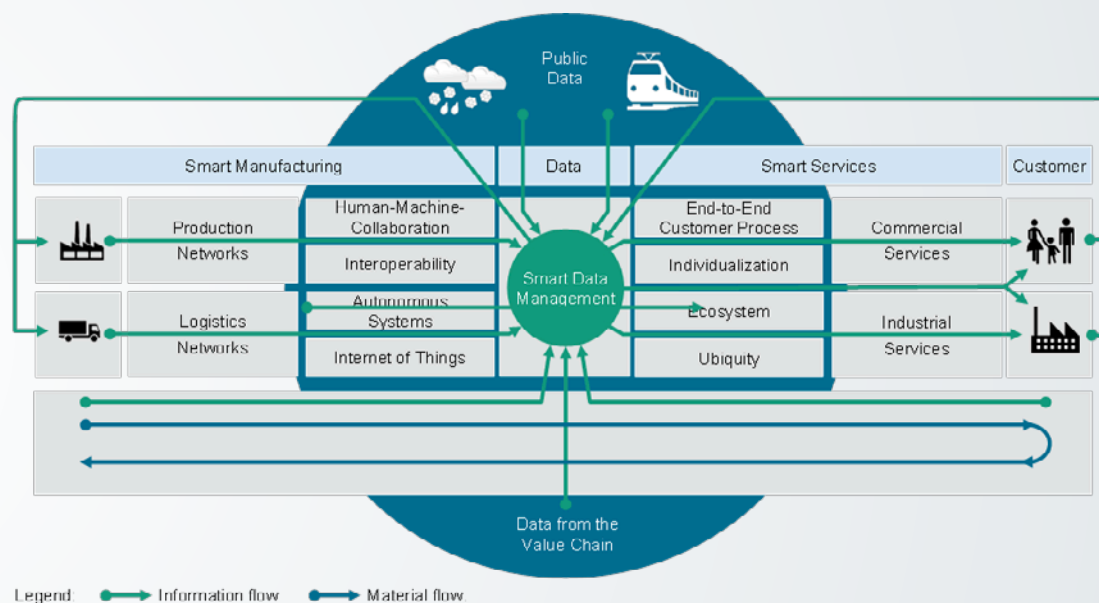 Public
Data
Smart Manufacturing
Data
Smart Services
Customer
Production
Networks
Human-Machine-
Collaboration
Interoperability
End-to-End
Customer Process
Individualization
Commercial
Services
Smart Data
Management
Logistics
Networks
Autonomous
Systems
Internet of Things
Ecosystem
Ubiquity
Industrial
Services
Data from the
Value Chain
Legend: Information flow Material flow.